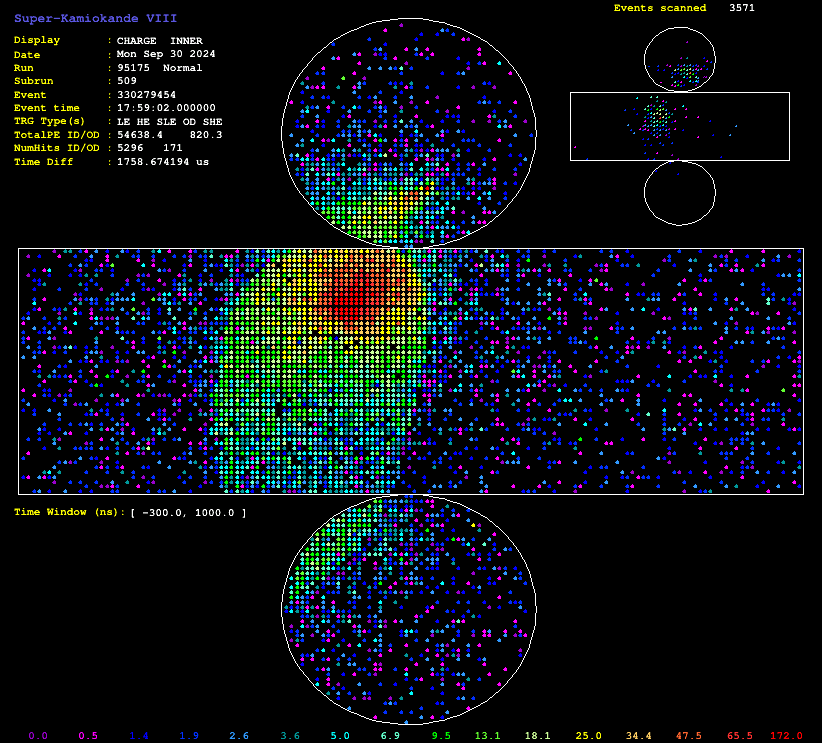 Super-Kamiokande VIII
Events scanned 3571
Display : CHARGE INNER
Date : Mon Sep 30 2024
Run : 95175 Normal
Subrun : 509
Event : 330279454
Event time : 17:59:02.000000
TRG Type(s) : LE HE SLE OD SHE
TotalPE ID/OD : 54638.4 820.3
NumHits ID/OD : 5296 171
Time Diff : 1758.674194 us
Time Window (ns): [ -300.0, 1000.0 ]
0.0 0.5 1.4 1.9 2.6 3.6 5.0 6.9 9.5 13.1 18.1 25.0 34.4 47.5 65.5 172.0